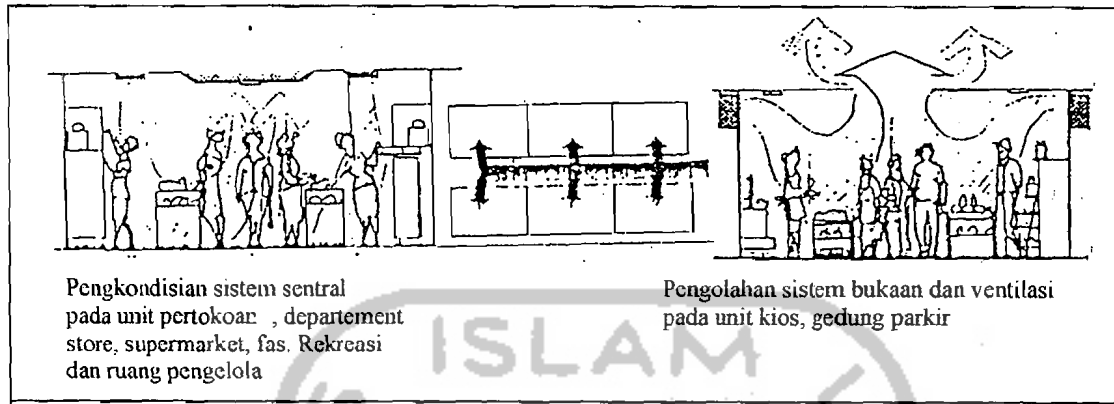 Pengkondisian sistem sentral
pada unit pertokoan , departement
store, supermarket, fas. Rekreasi
dan ruang pengelola
Pengolahan sistem bukaan dan ventilasi
pada unit kios, gedung parkir
ISLAM